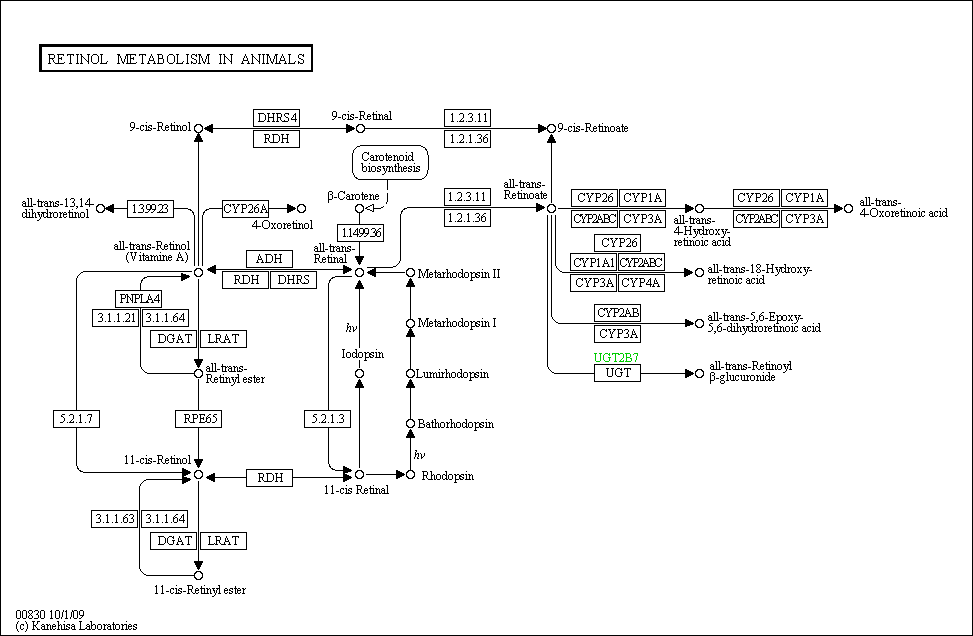 RETINOL METABOLISM IN ANIMALS
9-cis-Retinol
DHRS4
RDH
9-cis-Retinal
1.2.3.11
1.2.1.36
9-cis-Retinoate
Carotenoid
biosynthesis
β-Carotene
all-trans-13,14-
dihydroretinol
1.3.99.23
CYP26A
4-Oxoretinol
1.14.99.36
1.2.3.11
1.2.1.36
all-trans-
Retinoate
CYP26
CYP1A
CYP2ABC
CYP3A
all-trans-
4-Hydroxy-
retinoic acid
CYP26
CYP1A
CYP2ABC
CYP3A
all-trans-
4-Oxoretinoic acid
all-trans-Retinol
(Vitamine A)
ADH
RDH
DHRS
all-trans-
Retinal
Metarhodopsin II
CYP26
CYP1A1
CYP2ABC
CYP3A
CYP4A
all-trans-18-Hydroxy-
retinoic acid
PNPLA4
3.1.1.21
3.1.1.64
DGAT
LRAT
hν
Metarhodopsin I
CYP2AB
CYP3A
all-trans-5,6-Epoxy-
5,6-dihydroretinoic acid
all-trans-
Retinyl ester
Iodopsin
Lumirhodopsin
UGT2B7
UGT
all-trans-Retinoyl
β-glucuronide
5.2.1.7
RPE65
5.2.1.3
Bathorhodopsin
hν
11-cis-Retinol
RDH
11-cis Retinal
Rhodopsin
3.1.1.63
3.1.1.64
DGAT
LRAT
11-cis-Retinyl ester
00830 10/1/09
(c) Kanehisa Laboratories